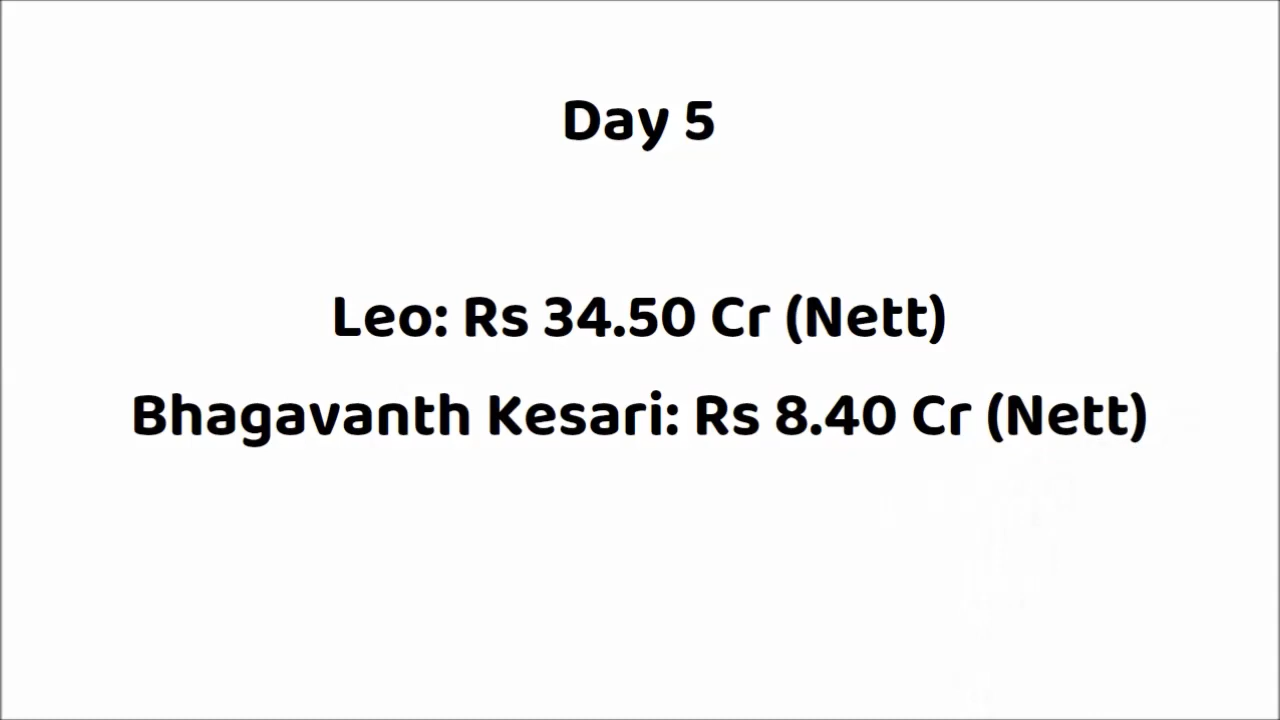 Day 5
Leo: Rs 34.50 Cr (Nett)
Bhagavanth Kesari: Rs 8.40 Cr (Nett)